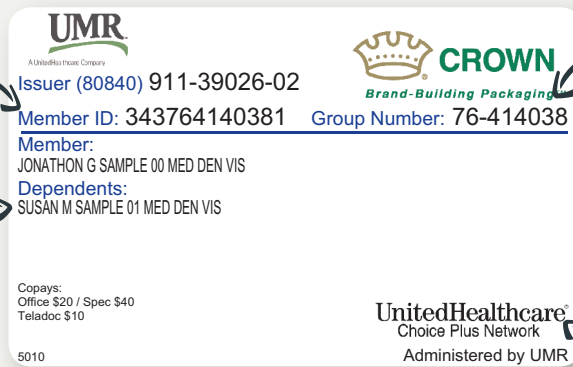 UMR
A UnitedHealthcare Company
CROWN
Brand-Building Packaging™
Issuer (80840) 911-39026-02
Member ID: 343764140381 Group Number: 76-414038
Member:
JONATHON G SAMPLE 00 MED DEN VIS
Dependents:
SUSAN M SAMPLE 01 MED DEN VIS
Copays:
Office $20 / Spec $40
Teladoc $10
UnitedHealthcare®
Choice Plus Network
5010 Administered by UMR